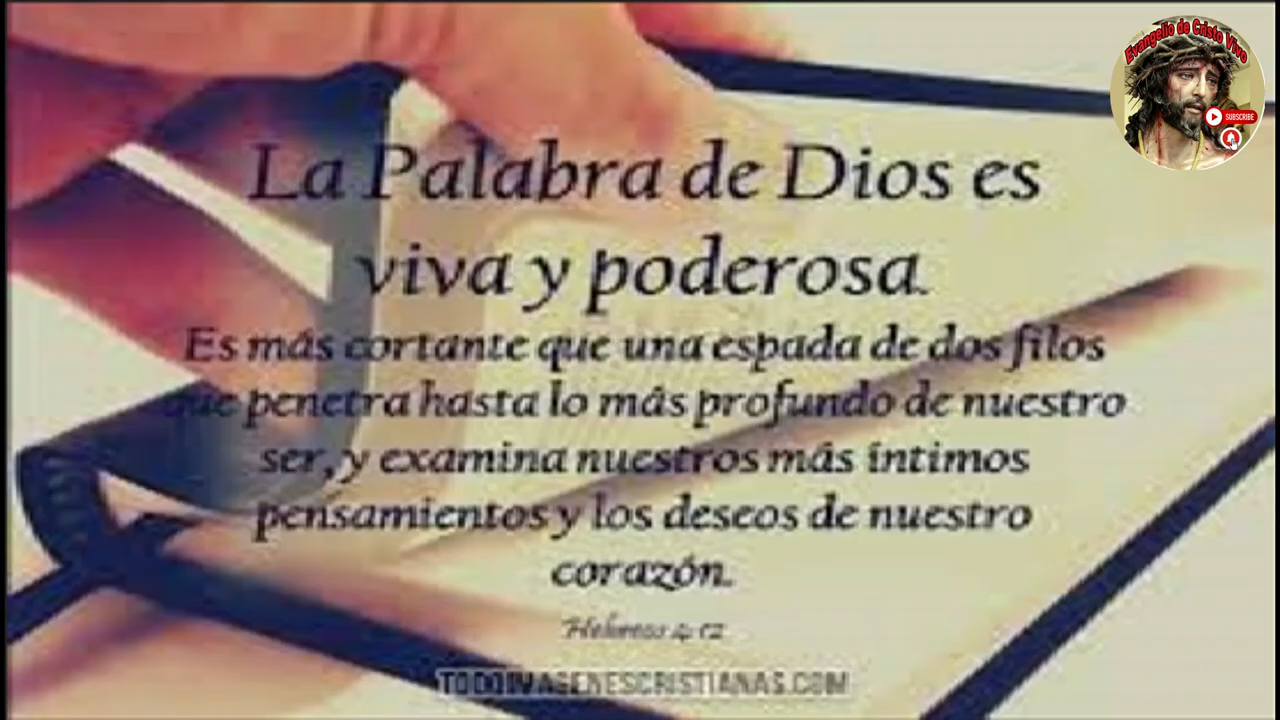 Evangelio de Cristo Vivo
SUBSCRIBE
La Palabra de Dios es
viva y poderosa.
Es más cortante que una espada de dos filos
que penetra hasta lo más profundo de nuestro
ser, y examina nuestros más íntimos
pensamientos y los deseos de nuestro
corazón.
Hebreos 4:12
TODOIMAGENESCRISTIANAS.COM